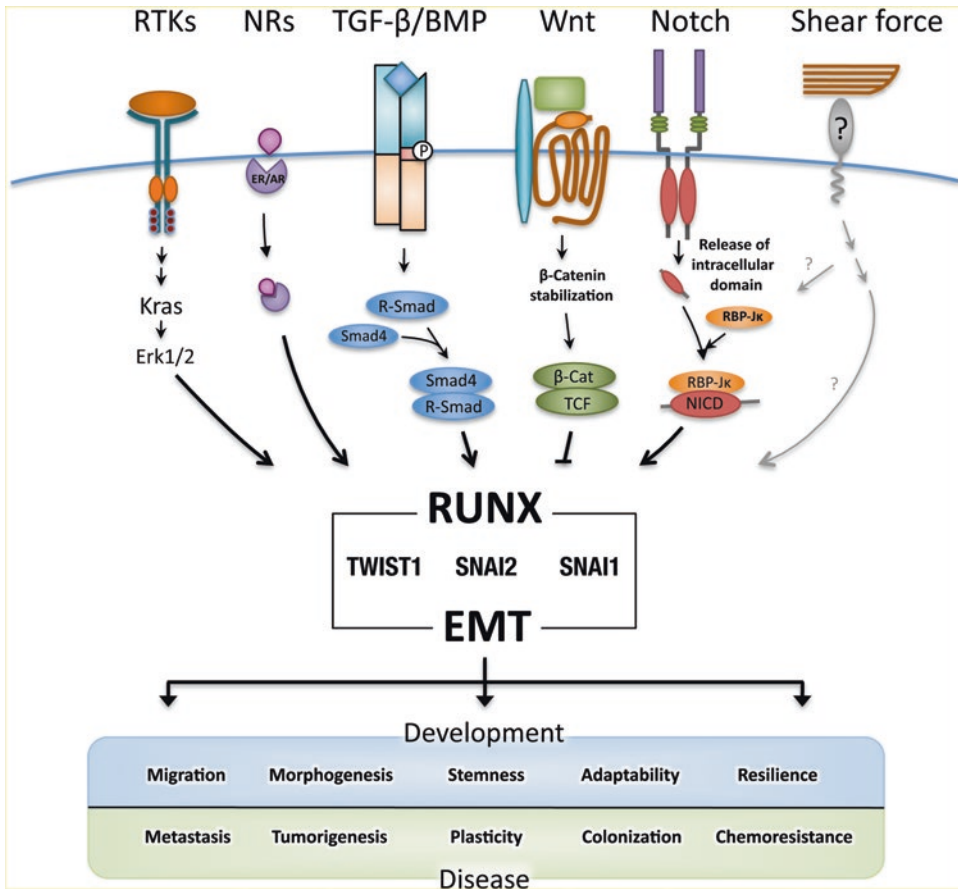 RTKs NRs TGF-β/BMP Wnt Notch Shear force
?
P
ER/AR
Release of
intracellular
domain
β-Catenin
stabilization
?
Kras
R-Smad
RBP-Jκ
Smad4
Erk1/2
Smad4
R-Smad
β-Cat
TCF
RBP-Jκ
NICD
?
RUNX
TWIST1 SNAI2 SNAI1
EMT
Development
Migration Morphogenesis Stemness Adaptability Resilience
Metastasis Tumorigenesis Plasticity Colonization Chemoresistance
Disease